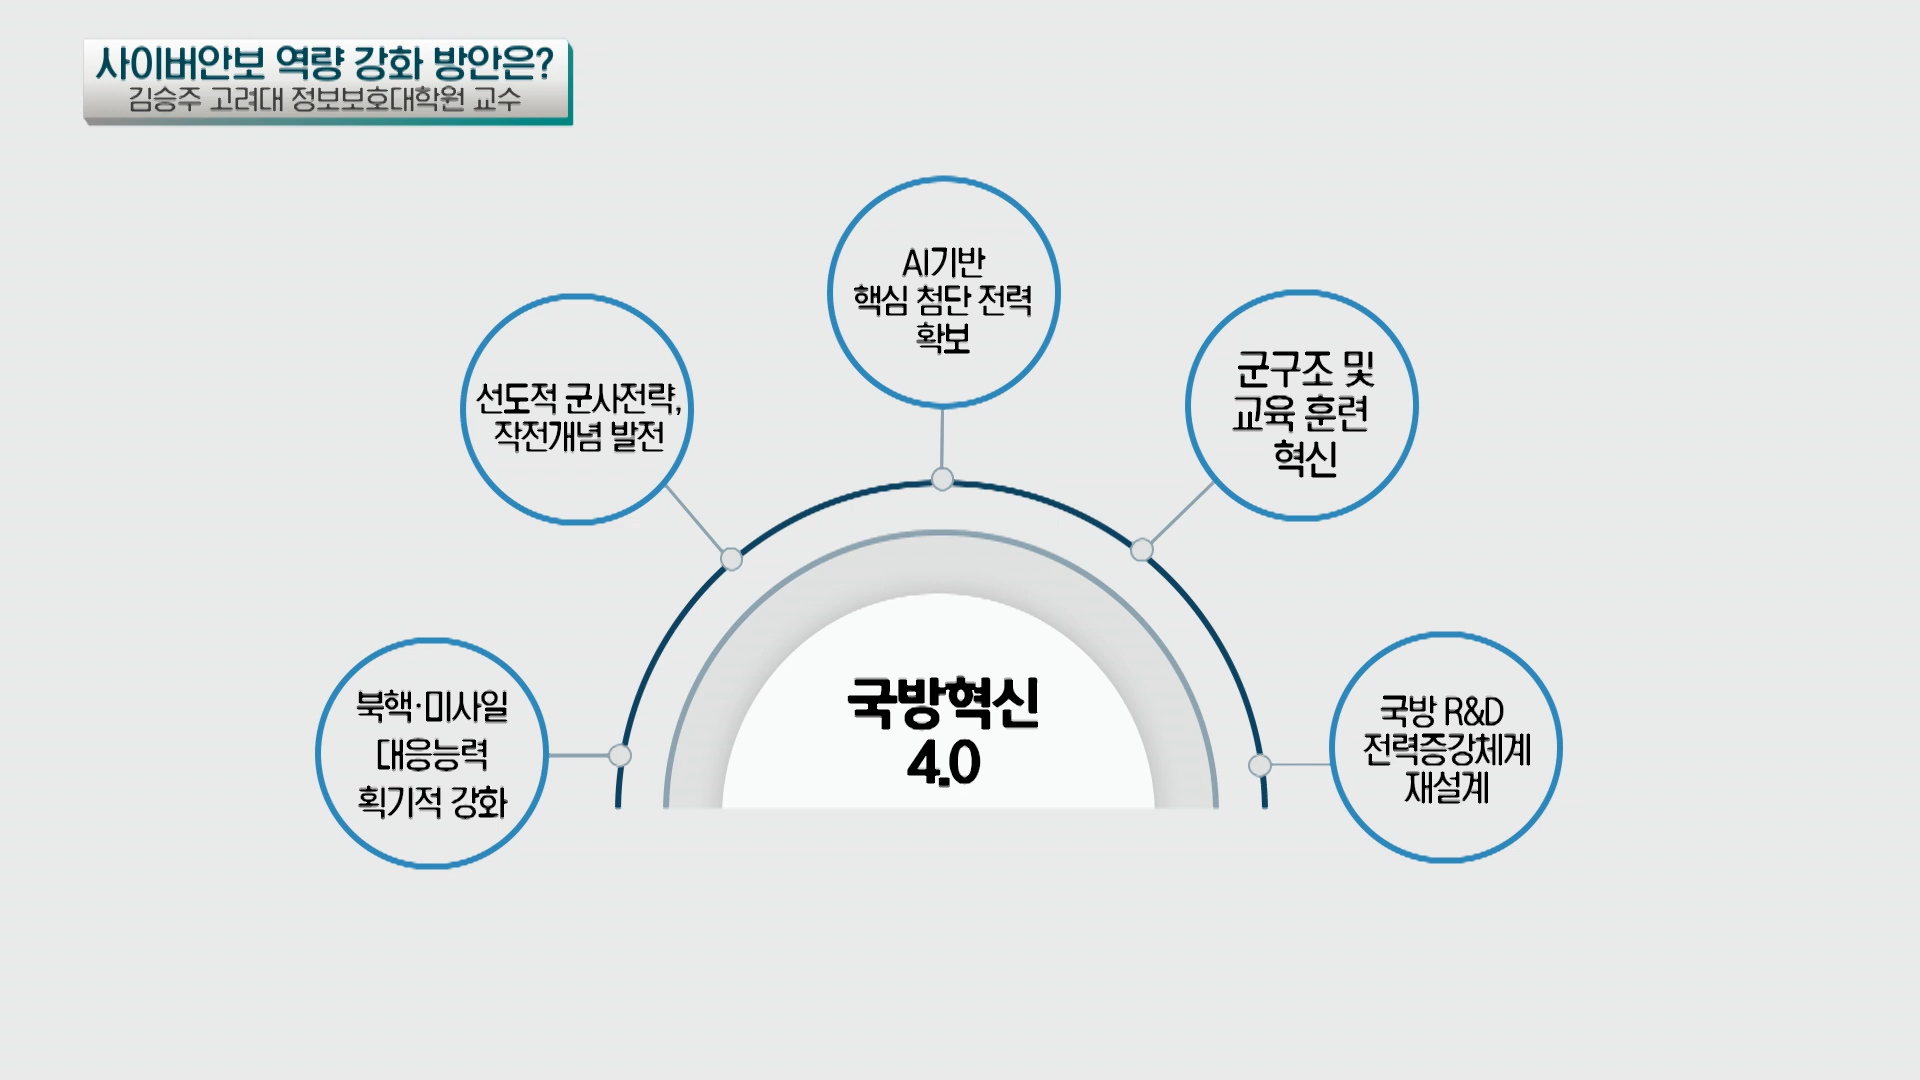 사이버안보 역량 강화 방안은?
김승주 고려대 정보보호대학원 교수
AI기반
핵심 첨단 전력
확보
선도적 군사전략,
작전개념 발전
군구조 및
교육 훈련
혁신
북핵·미사일
대응능력
획기적 강화
국방혁신
4.0
국방 R&D
전력증강체계
재설계